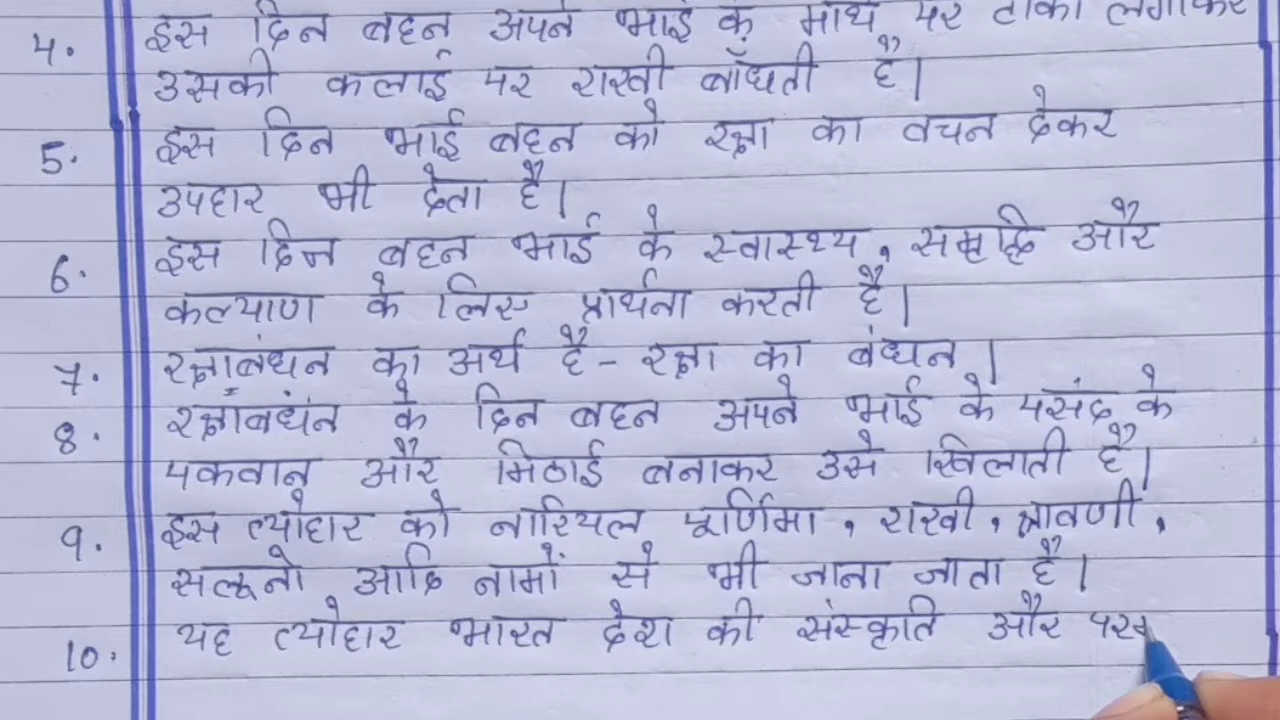 4. इस दिन बहन अपने भाई के माथे पर टीका लगाकर
उसकी कलाई पर राखी बाँधती है।
5. इस दिन भाई बहन को रक्षा का वचन देकर
उपहार भी देता है।
6. इस दिन बहन भाई के स्वास्थ्य, समृद्धि और
कल्याण के लिए प्रार्थना करती है।
7. रक्षाबंधन का अर्थ है - रक्षा का बंधन।
8. रक्षाबधंन के दिन बहन अपने भाई के पसंद के
पकवान और मिठाई बनाकर उसे खिलाती है।
9. इस त्योहार को नारियल पूर्णिमा, राखी, श्रावणी,
सलूनो आदि नामों से भी जाना जाता है।
10. यह त्योहार भारत देश की संस्कृति और